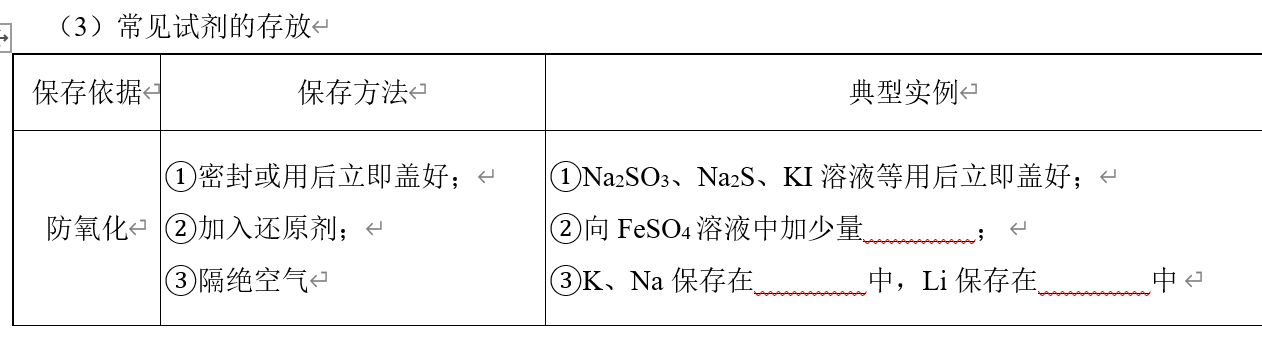 （3）常见试剂的存放
保存依据 保存方法 典型实例
防氧化
①密封或用后立即盖好；
②加入还原剂；
③隔绝空气
①Na₂SO₃、Na₂S、KI 溶液等用后立即盖好；
②向 FeSO₄ 溶液中加少量________；
③K、Na 保存在________中，Li 保存在________中